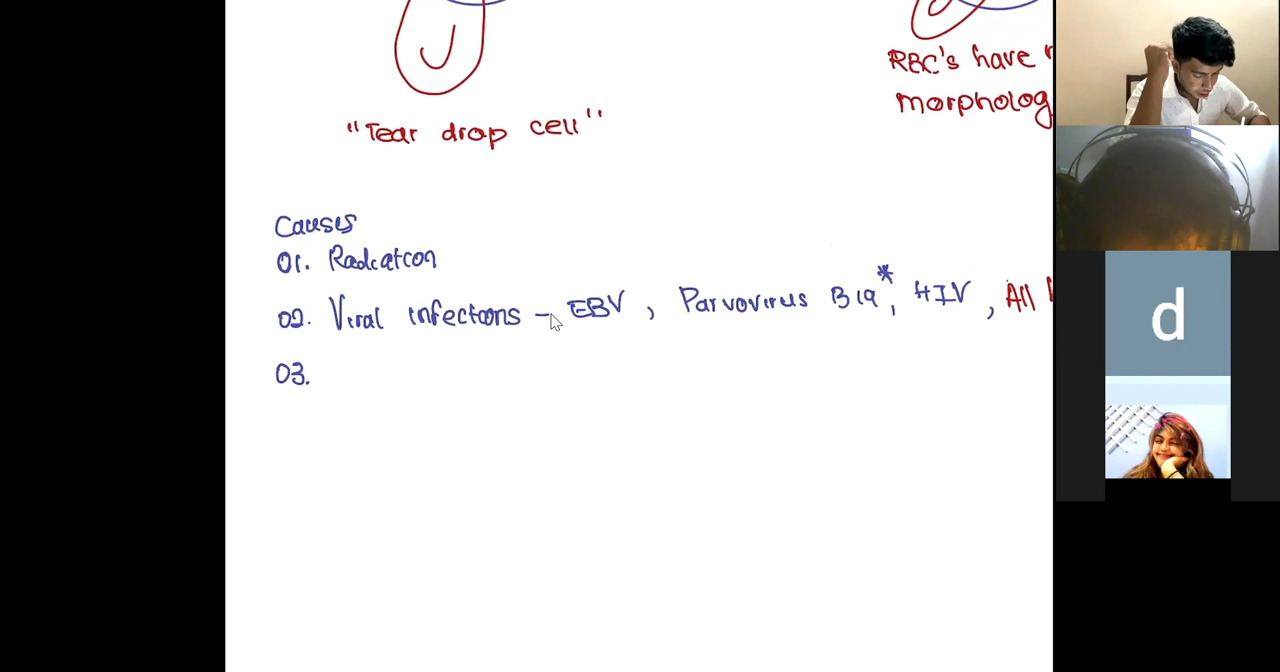 RBC's have
morpholog
"Tear drop cell"
Causes
01. Radiation
02. Viral infections - EBV, Parvovirus B19*, HIV, All
03.
d